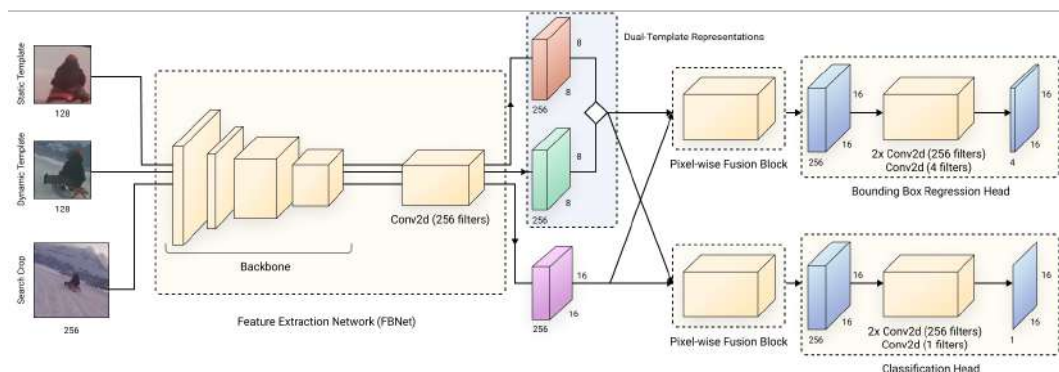 Static Template
128
Dynamic Template
128
Search Crop
256
Backbone
Conv2d (256 filters)
Feature Extraction Network (FBNet)
8
8
256
8
8
256
16
16
256
Dual-Template Representations
Pixel-wise Fusion Block
Pixel-wise Fusion Block
16
16
256
2x Conv2d (256 filters)
Conv2d (4 filters)
16
16
4
Bounding Box Regression Head
16
16
256
2x Conv2d (256 filters)
Conv2d (1 filters)
16
16
1
Classification Head